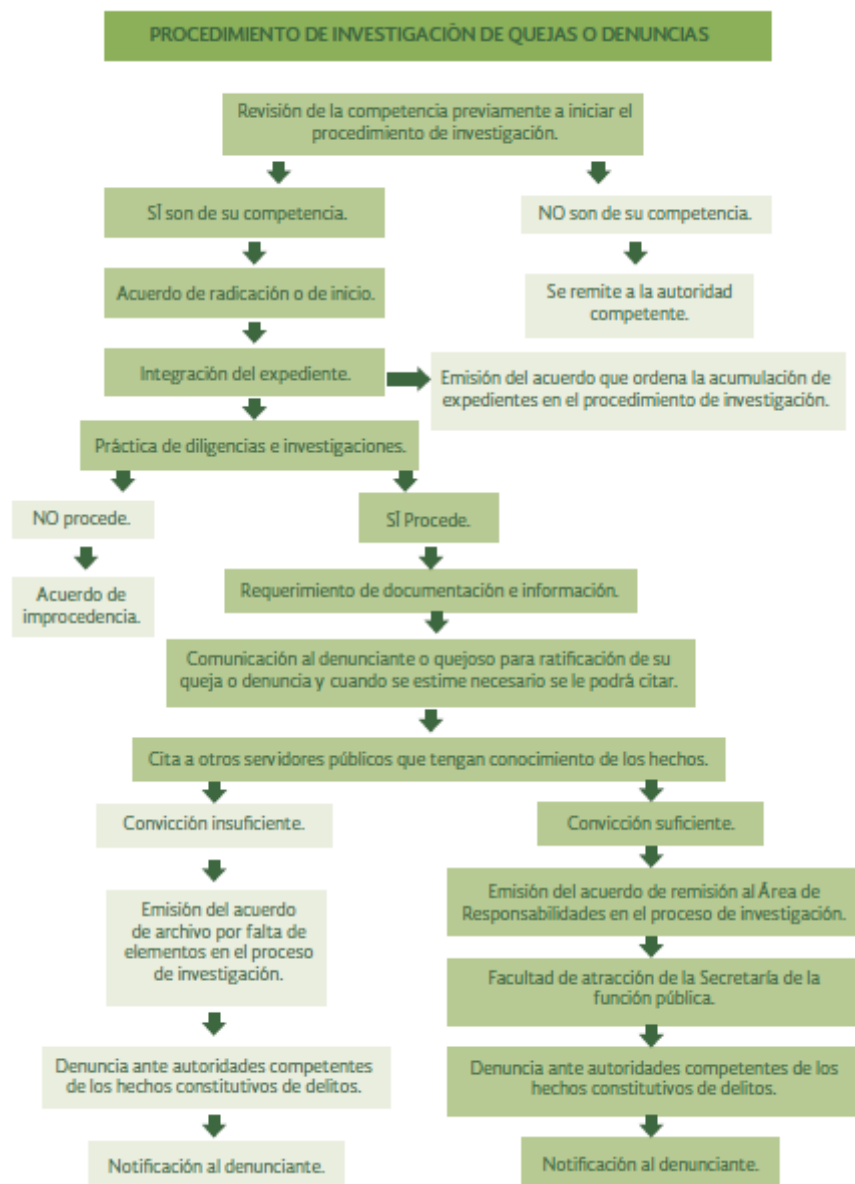 PROCEDIMIENTO DE INVESTIGACIÓN DE QUEJAS O DENUNCIAS
Revisión de la competencia previamente a iniciar el
procedimiento de investigación.
SÍ son de su competencia.
NO son de su competencia.
Acuerdo de radicación o de inicio.
Se remite a la autoridad
competente.
Integración del expediente.
Emisión del acuerdo que ordena la acumulación de
expedientes en el procedimiento de investigación.
Práctica de diligencias e investigaciones.
NO procede.
SÍ Procede.
Acuerdo de
improcedencia.
Requerimiento de documentación e información.
Comunicación al denunciante o quejoso para ratificación de su
queja o denuncia y cuando se estime necesario se le podrá citar.
Cita a otros servidores públicos que tengan conocimiento de los hechos.
Convicción insuficiente.
Convicción suficiente.
Emisión del acuerdo
de archivo por falta de
elementos en el proceso
de investigación.
Emisión del acuerdo de remisión al Área de
Responsabilidades en el proceso de investigación.
Facultad de atracción de la Secretaría de la
función pública.
Denuncia ante autoridades competentes
de los hechos constitutivos de delitos.
Denuncia ante autoridades competentes de los
hechos constitutivos de delitos.
Notificación al denunciante.
Notificación al denunciante.